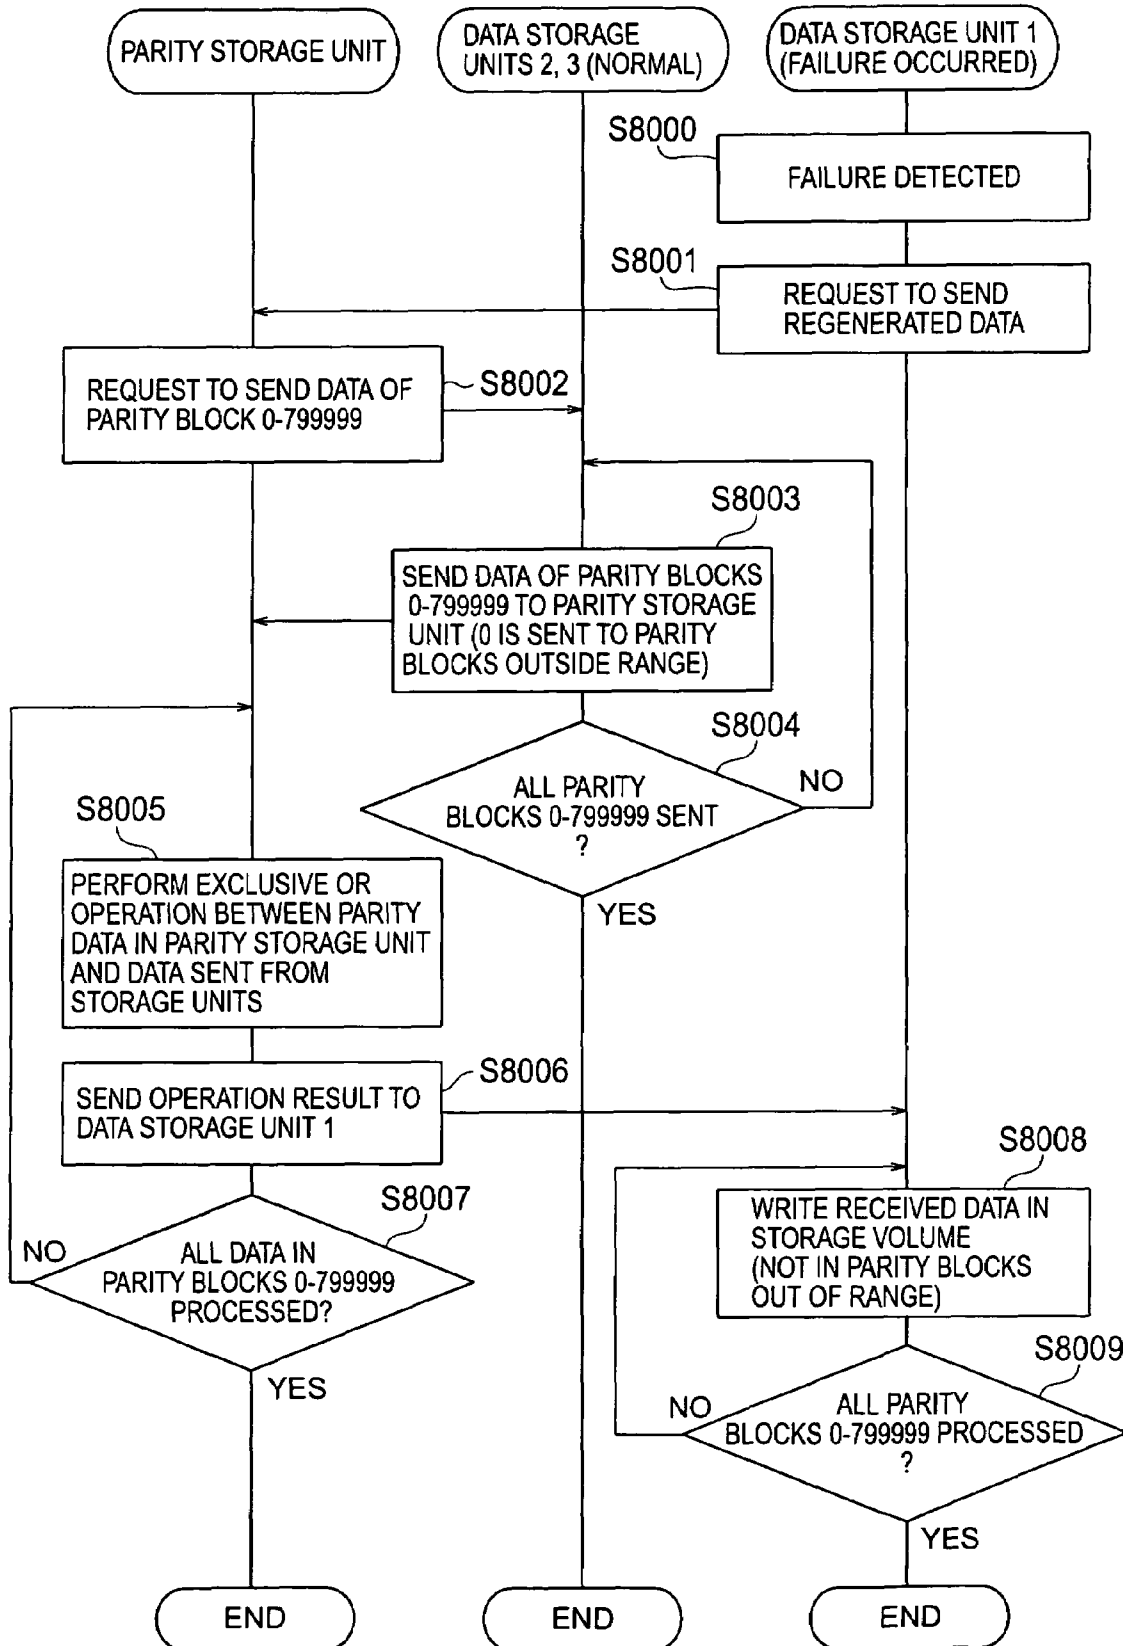 PARITY STORAGE UNIT
DATA STORAGE
UNITS 2, 3 (NORMAL)
DATA STORAGE UNIT 1
(FAILURE OCCURRED)
S8000
FAILURE DETECTED
S8001
REQUEST TO SEND
REGENERATED DATA
REQUEST TO SEND DATA OF
PARITY BLOCK 0-799999
S8002
S8003
SEND DATA OF PARITY BLOCKS
0-799999 TO PARITY STORAGE
UNIT (0 IS SENT TO PARITY
BLOCKS OUTSIDE RANGE)
S8004
ALL PARITY
BLOCKS 0-799999 SENT
?
NO
YES
S8005
PERFORM EXCLUSIVE OR
OPERATION BETWEEN PARITY
DATA IN PARITY STORAGE UNIT
AND DATA SENT FROM
STORAGE UNITS
S8006
SEND OPERATION RESULT TO
DATA STORAGE UNIT 1
S8007
NO
ALL DATA IN
PARITY BLOCKS 0-799999
PROCESSED?
YES
S8008
WRITE RECEIVED DATA IN
STORAGE VOLUME
(NOT IN PARITY BLOCKS
OUT OF RANGE)
S8009
NO
ALL PARITY
BLOCKS 0-799999 PROCESSED
?
YES
END
END
END